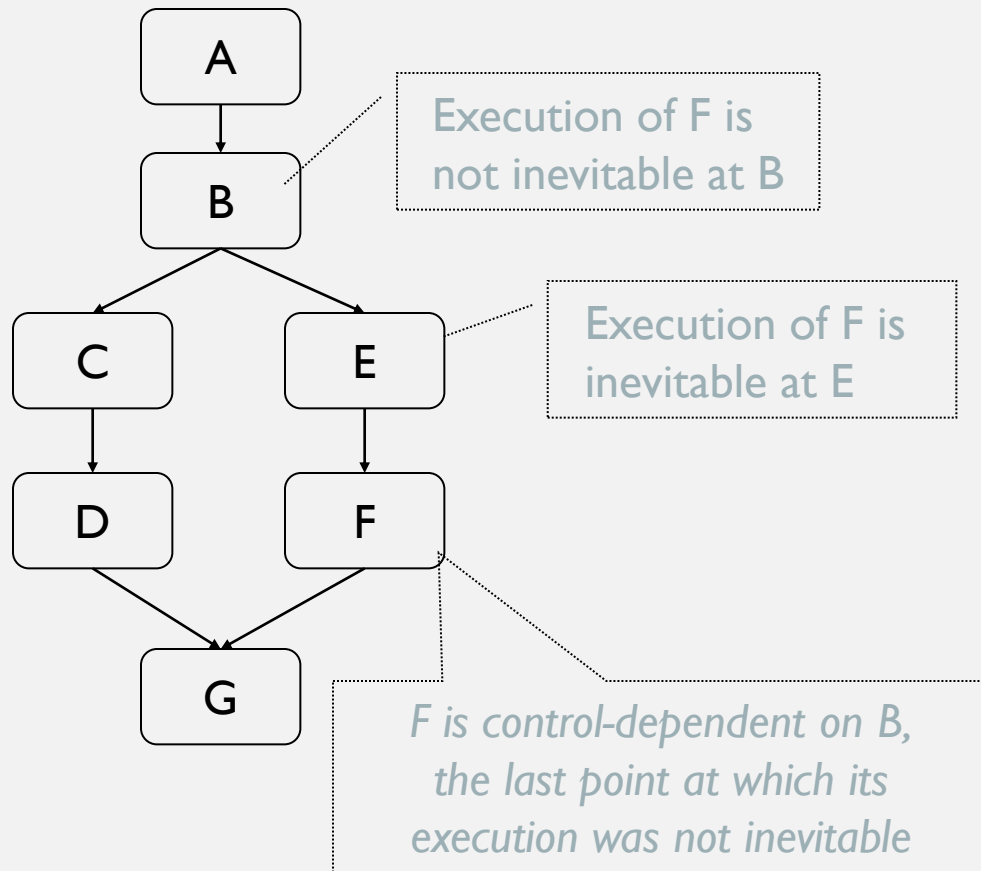 A
Execution of F is
not inevitable at B
B
Execution of F is
inevitable at E
C
E
D
F
G
F is control-dependent on B,
the last point at which its
execution was not inevitable